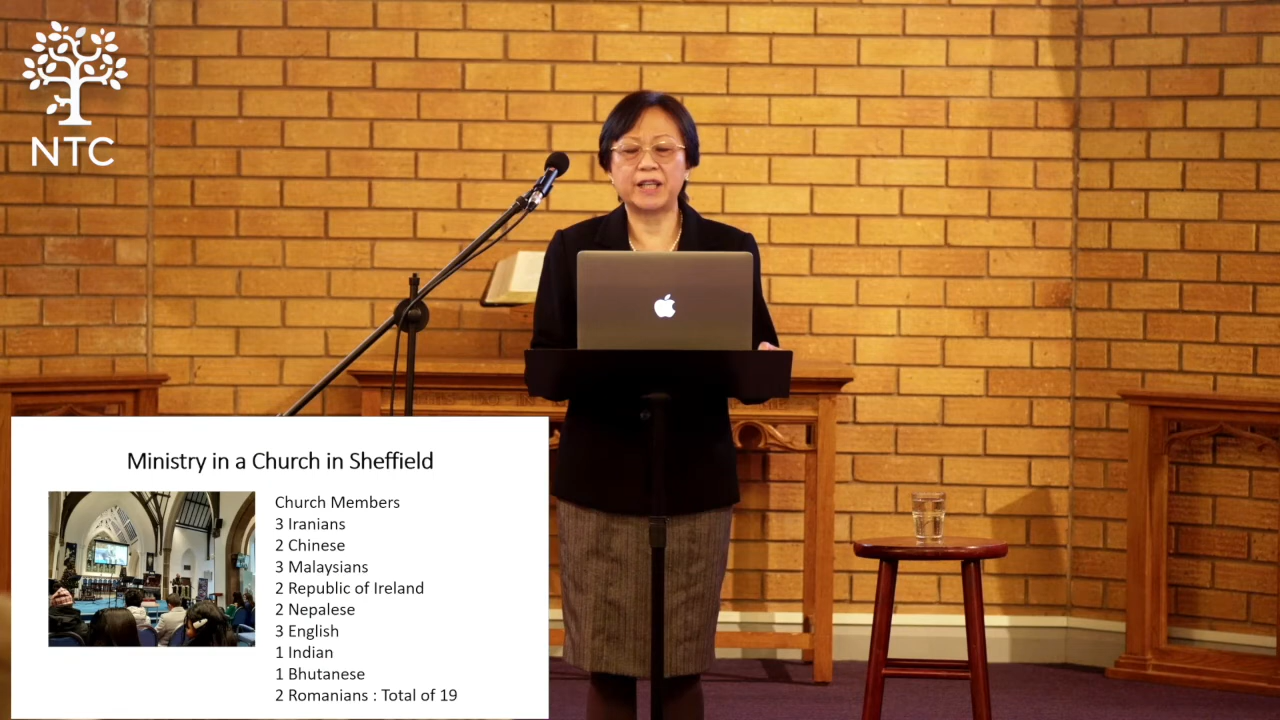 NTC
Ministry in a Church in Sheffield
Church Members
3 Iranians
2 Chinese
3 Malaysians
2 Republic of Ireland
2 Nepalese
3 English
1 Indian
1 Bhutanese
2 Romanians : Total of 19